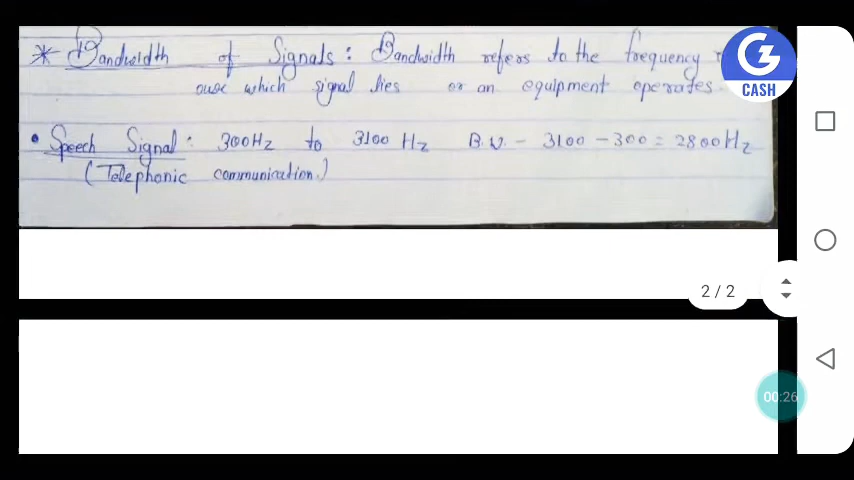 * Bandwidth of Signals : Bandwidth refers to the frequency
over which signal lies or an equipment operates.
• Speech Signal : 300Hz to 3100 Hz B.W. - 3100 - 300 = 2800Hz
(Telephonic communication.)
CASH
2 / 2
00:26